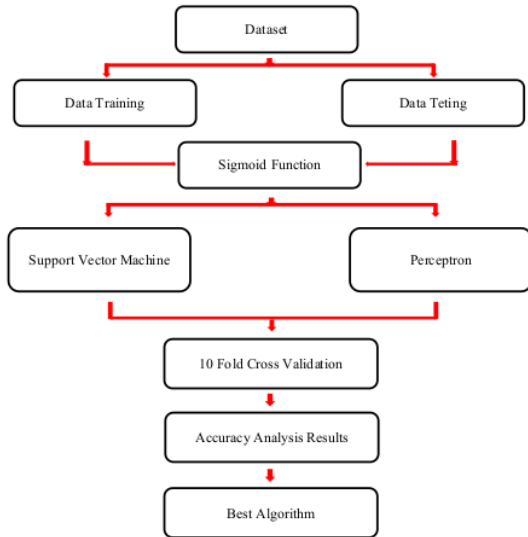 Dataset
Data Training
Data Teting
Sigmoid Function
Support Vector Machine
Perceptron
10 Fold Cross Validation
Accuracy Analysis Results
Best Algorithm